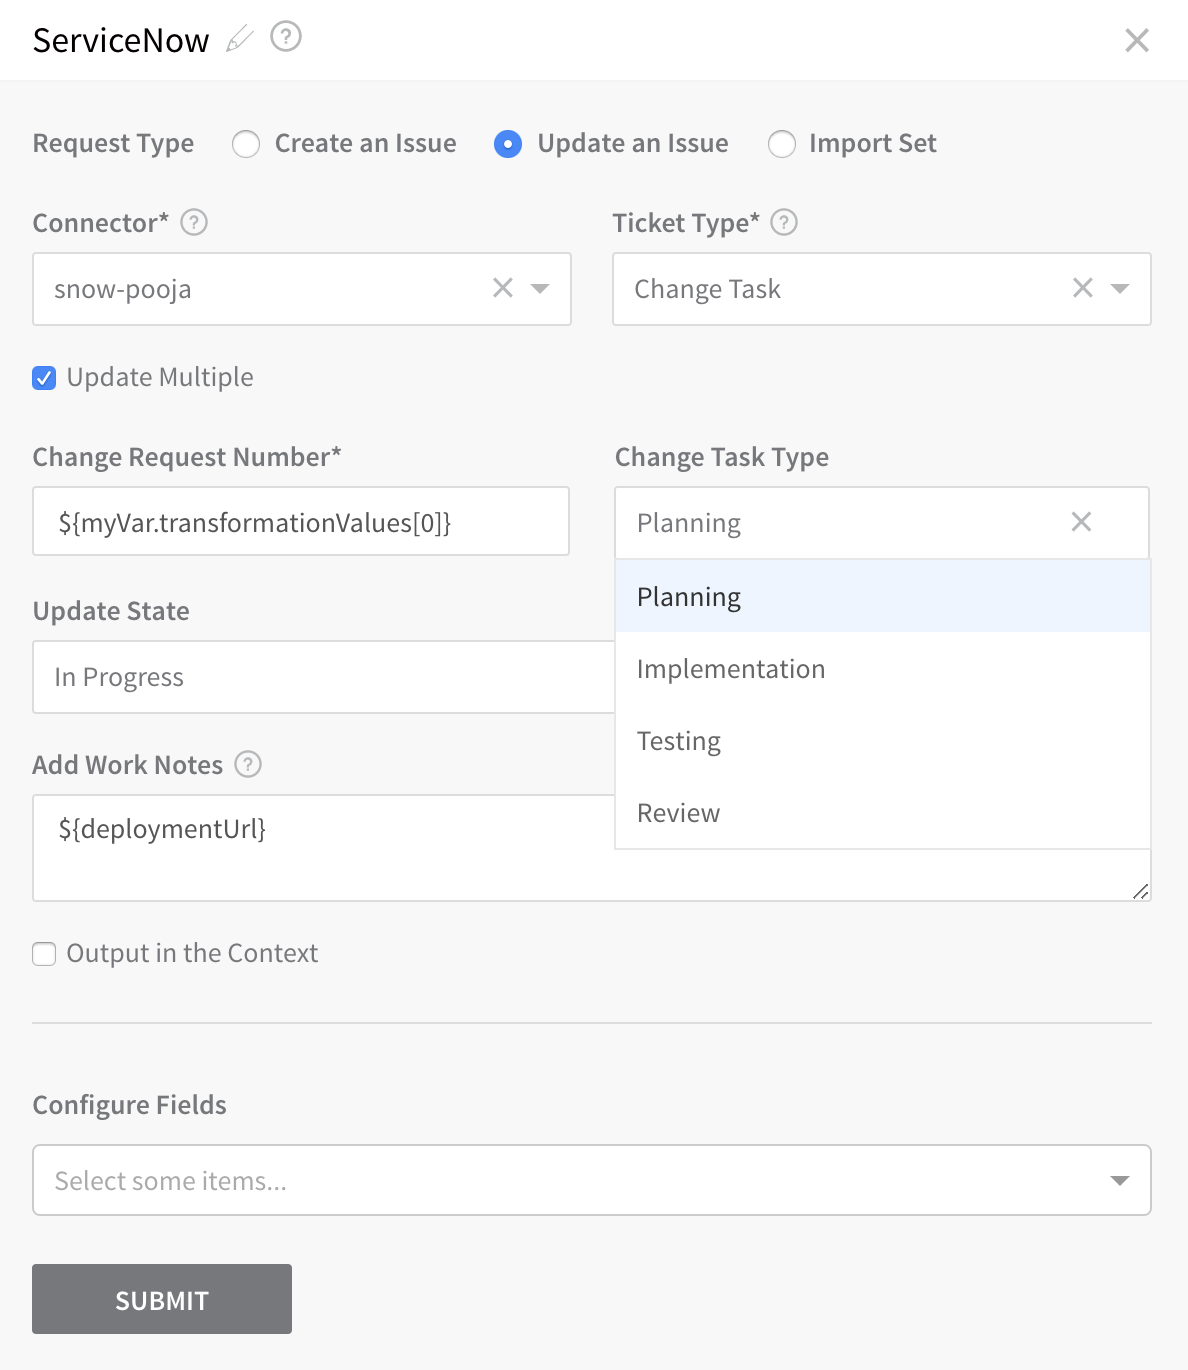 ServiceNow ?
Request Type Create an Issue Update an Issue Import Set
Connector* ? Ticket Type* ?
snow-pooja Change Task
Update Multiple
Change Request Number* Change Task Type
${myVar.transformationValues[0]} Planning
Planning
Update State
In Progress
Implementation
Testing
Add Work Notes ?
Review
${deploymentUrl}
Output in the Context
Configure Fields
Select some items...
SUBMIT